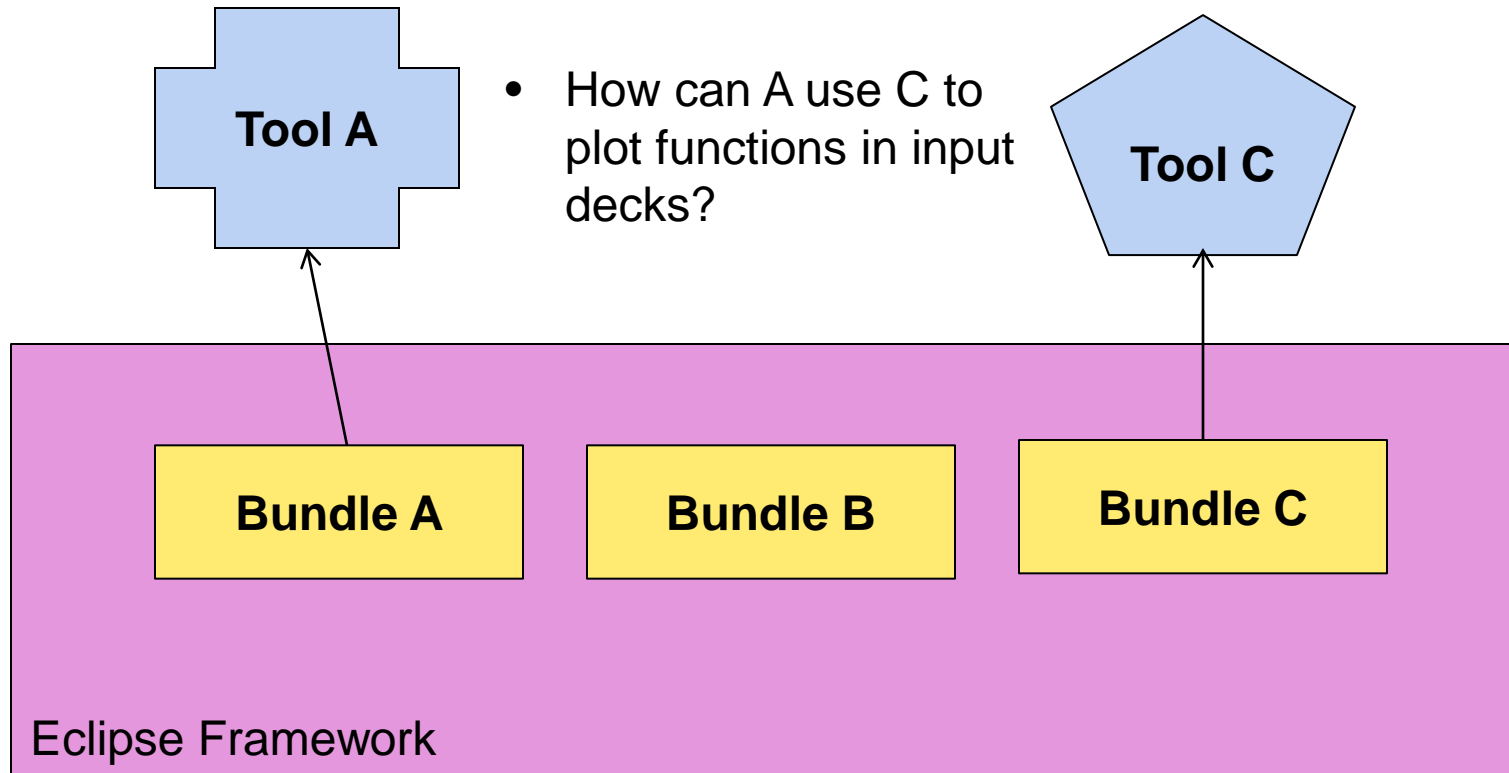 Tool A
• How can A use C to
plot functions in input
decks?
Tool C
Bundle A
Bundle B
Bundle C
Eclipse Framework